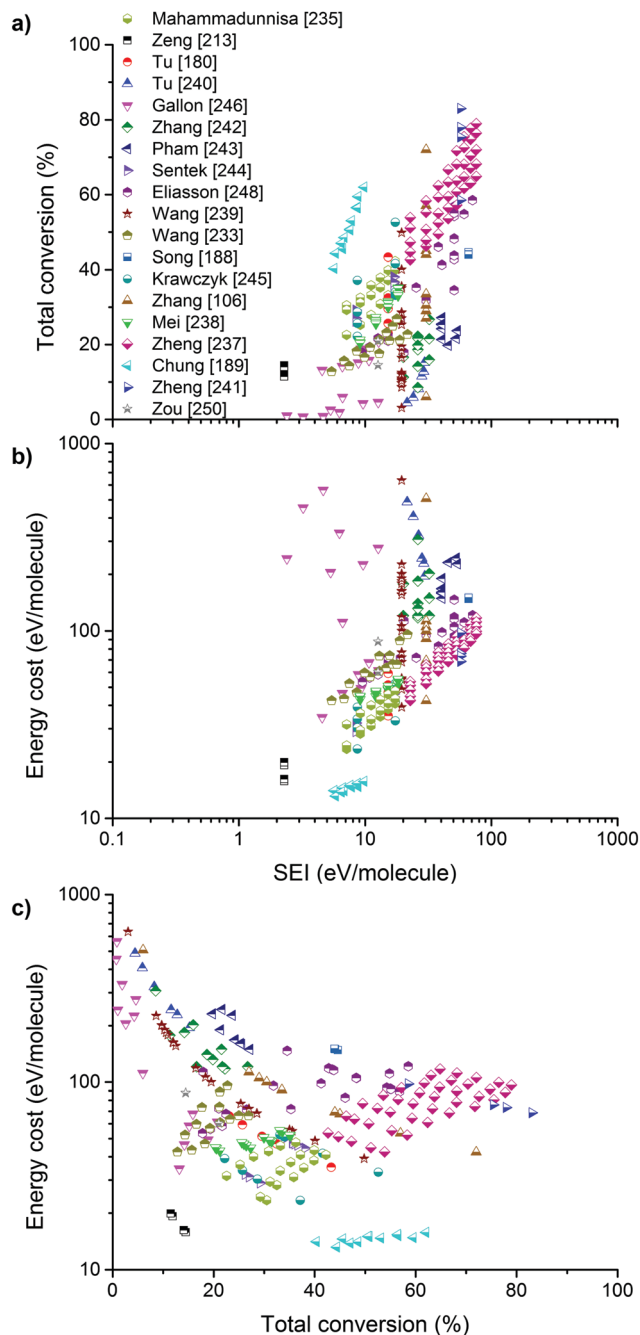 a)
Mahammadunnisa [235]
Zeng [213]
Tu [180]
Tu [240]
Gallon [246]
Zhang [242]
Pham [243]
Sentek [244]
Eliasson [248]
Wang [239]
Wang [233]
Song [188]
Krawczyk [245]
Zhang [106]
Mei [238]
Zheng [237]
Chung [189]
Zheng [241]
Zou [250]
Total conversion (%)
100
80
60
40
20
0
b)
Energy cost (eV/molecule)
1000
100
10
0.1 1 10 100 1000
SEI (eV/molecule)
c)
Energy cost (eV/molecule)
1000
100
10
0 20 40 60 80 100
Total conversion (%)